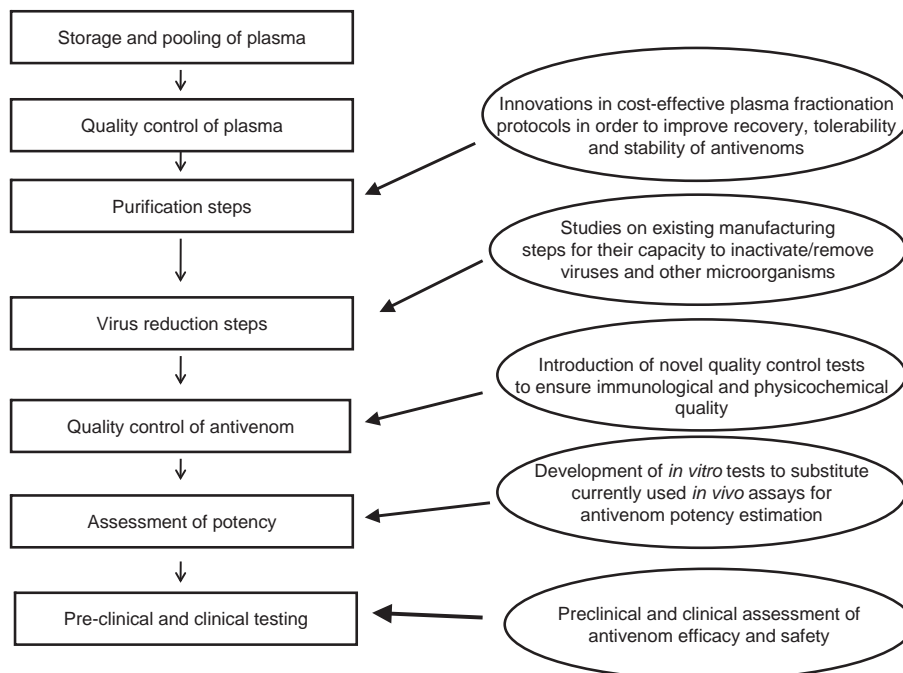 Storage and pooling of plasma
Quality control of plasma
Purification steps
Virus reduction steps
Quality control of antivenom
Assessment of potency
Pre-clinical and clinical testing
Innovations in cost-effective plasma fractionation
protocols in order to improve recovery, tolerability
and stability of antivenoms
Studies on existing manufacturing
steps for their capacity to inactivate/remove
viruses and other microorganisms
Introduction of novel quality control tests
to ensure immunological and physicochemical
quality
Development of in vitro tests to substitute
currently used in vivo assays for
antivenom potency estimation
Preclinical and clinical assessment of
antivenom efficacy and safety